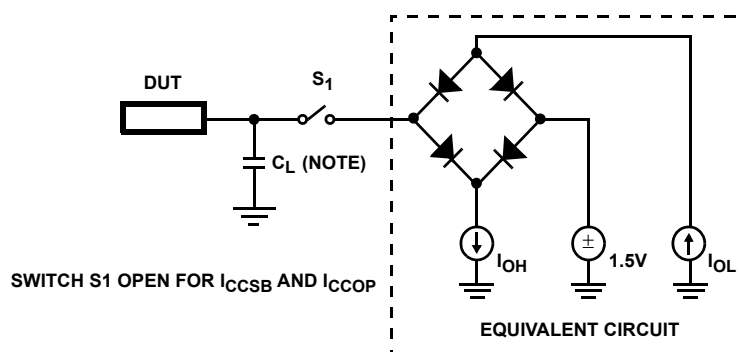 DUT
S1
CL (NOTE)
IOH
±
1.5V
IOL
SWITCH S1 OPEN FOR ICCSB AND ICCOP
EQUIVALENT CIRCUIT